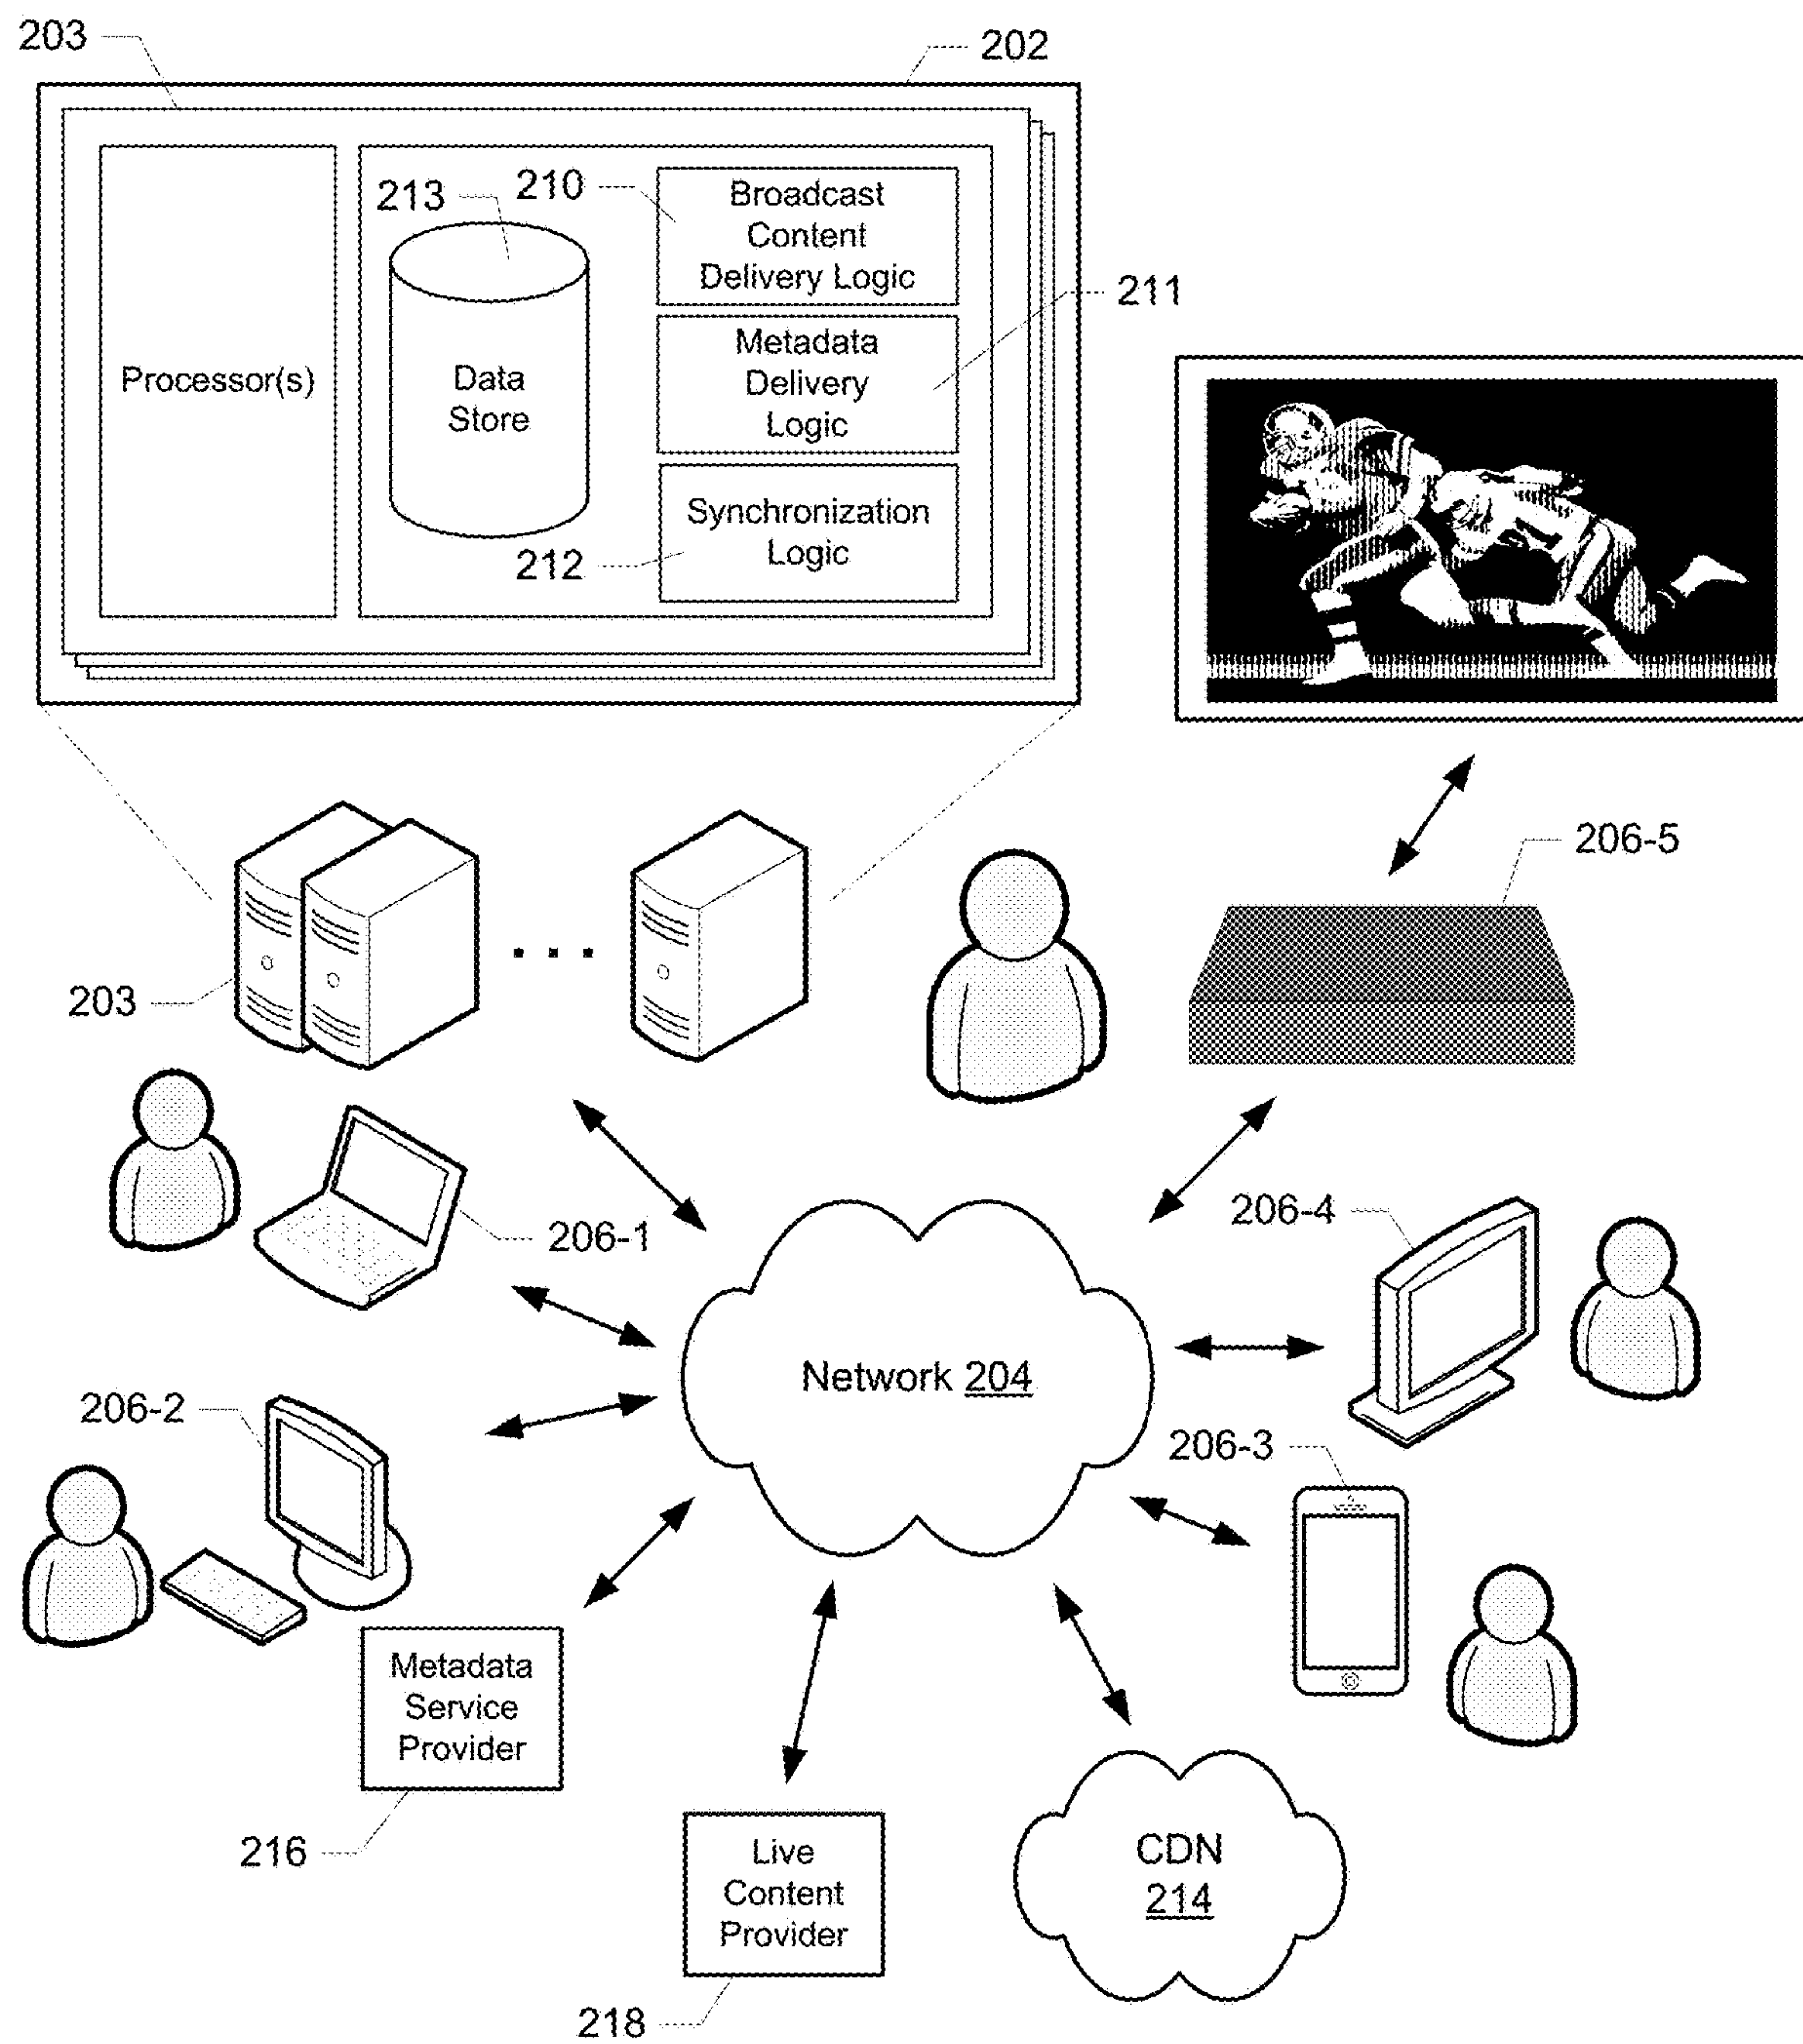 203
202
213
210
Broadcast
Content
Delivery Logic
211
Metadata
Delivery
Logic
Processor(s)
Data
Store
Synchronization
Logic
212
206-5
203
206-1
206-4
Network 204
206-2
206-3
Metadata
Service
Provider
216
Live
Content
Provider
218
CDN
214